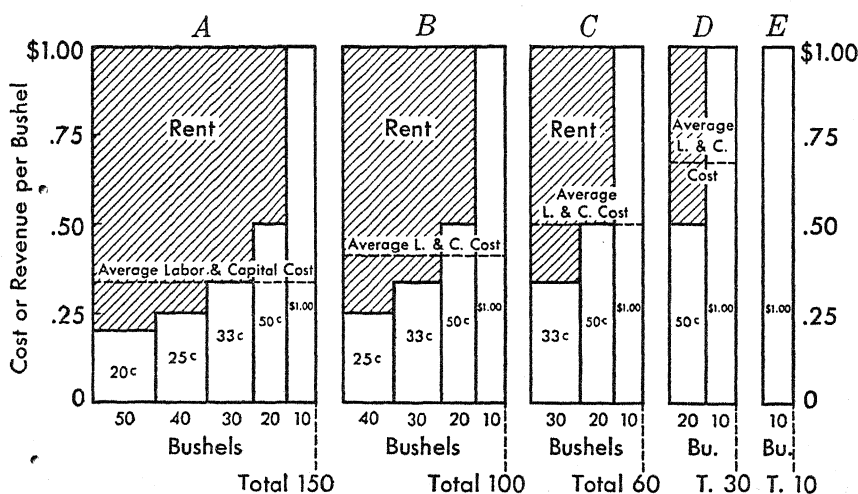 A B C D E
$1.00 $1.00
Rent Rent Rent
.75 .75
Average
L. & C.
Cost
.50 .50
Average
L. & C. Cost
Average L. & C. Cost
Average Labor & Capital Cost
.25 .25
20c 25c 33c 50c $1.00
25c 33c 50c $1.00
33c 50c $1.00
50c $1.00
$1.00
0 0
Cost or Revenue per Bushel
50 40 30 20 10
Bushels
Total 150
40 30 20 10
Bushels
Total 100
30 20 10
Bushels
Total 60
20 10
Bu.
T. 30
10
Bu.
T. 10